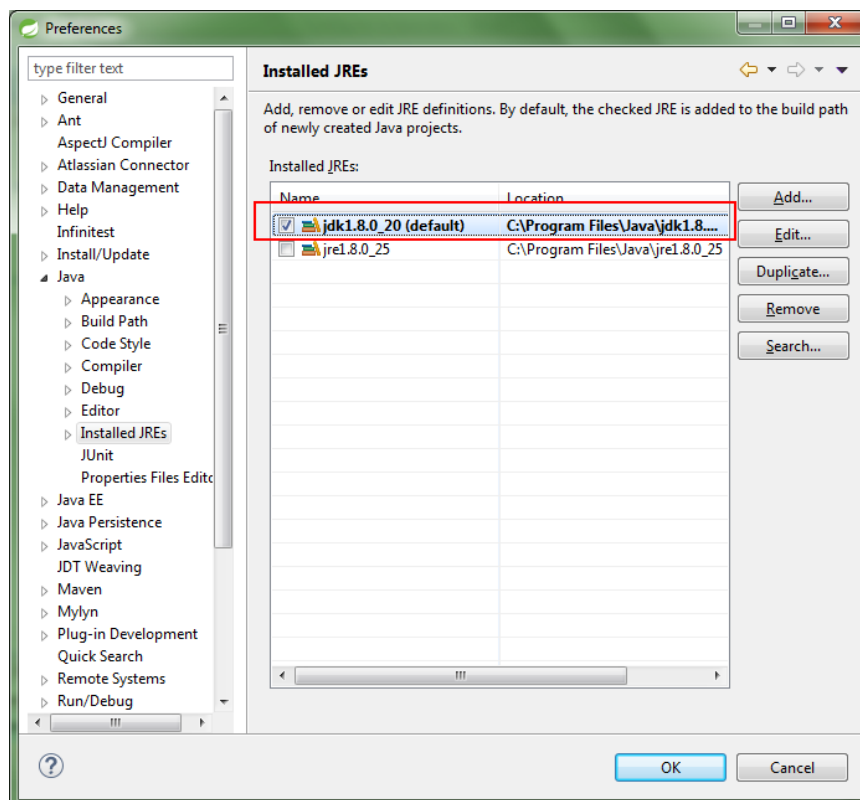 Preferences
type filter text
General
Ant
AspectJ Compiler
Atlassian Connector
Data Management
Help
Infinitest
Install/Update
Java
Appearance
Build Path
Code Style
Compiler
Debug
Editor
Installed JREs
JUnit
Properties Files Edito
Java EE
Java Persistence
JavaScript
JDT Weaving
Maven
Mylyn
Plug-in Development
Quick Search
Remote Systems
Run/Debug
Installed JREs
Add, remove or edit JRE definitions. By default, the checked JRE is added to the build path
of newly created Java projects.
Installed JREs:
Name Location
jdk1.8.0_20 (default) C:\Program Files\Java\jdk1.8....
jre1.8.0_25 C:\Program Files\Java\jre1.8.0_25
Add...
Edit...
Duplicate...
Remove
Search...
OK Cancel